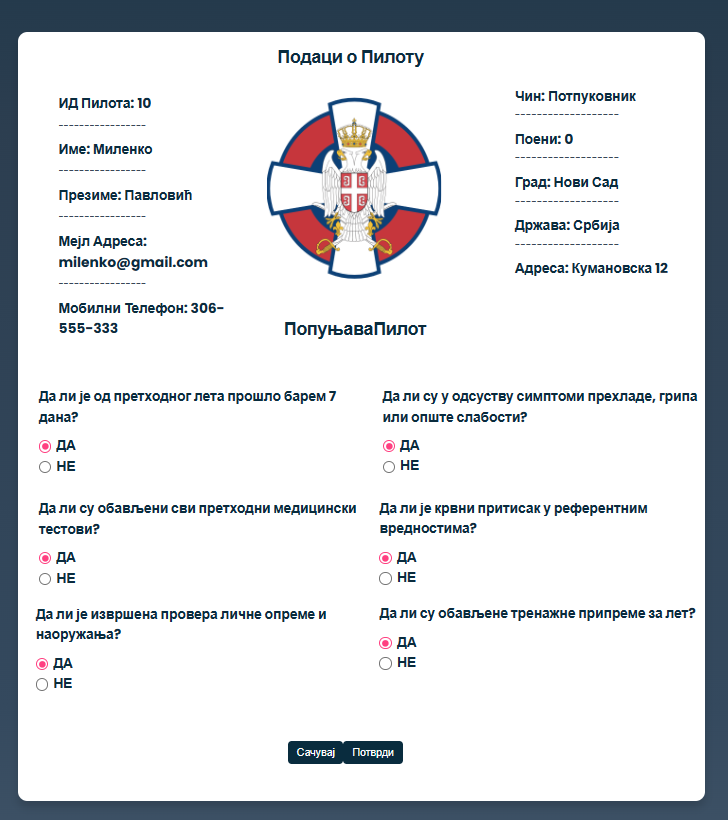 Подаци о Пилоту
ИД Пилота: 10
-----------------
Име: Миленко
-----------------
Презиме: Павловић
-----------------
Мејл Адреса:
milenko@gmail.com
-----------------
Мобилни Телефон: 306-
555-333
Чин: Потпуковник
-------------------
Поени: 0
-------------------
Град: Нови Сад
-------------------
Држава: Србија
-------------------
Адреса: Кумановска 12
ПопуњаваПилот
Да ли је од претходног лета прошло барем 7
дана?
ДА
НЕ
Да ли су у одсуству симптоми прехладе, грипа
или опште слабости?
ДА
НЕ
Да ли су обављени сви претходни медицински
тестови?
ДА
НЕ
Да ли је крвни притисак у референтним
вредностима?
ДА
НЕ
Да ли је извршена провера личне опреме и
наоружања?
ДА
НЕ
Да ли су обављене тренажне припреме за лет?
ДА
НЕ
Сачувај
Потврди